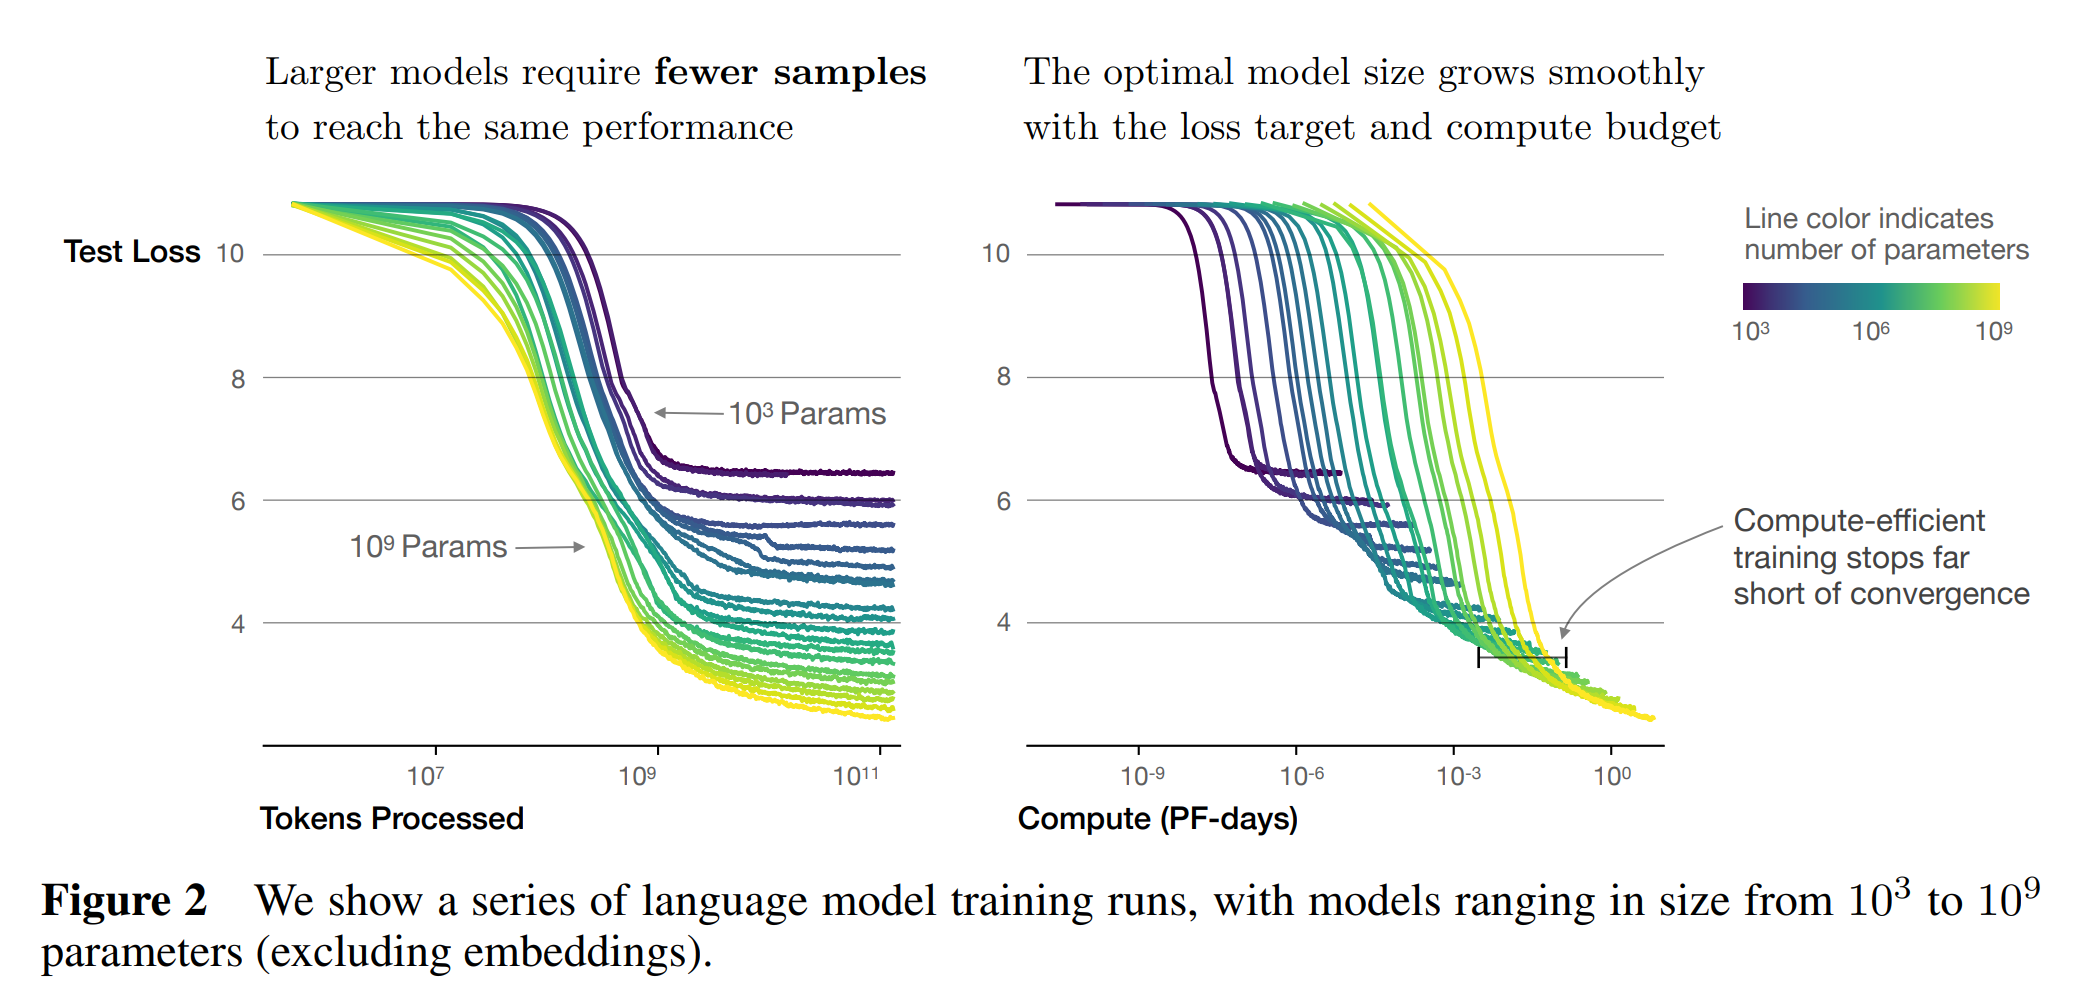 Larger models require fewer samples
to reach the same performance
The optimal model size grows smoothly
with the loss target and compute budget
Test Loss
10
8
6
4
10³ Params
10⁹ Params
10⁷
10⁹
10¹¹
Tokens Processed
10
8
6
4
Line color indicates
number of parameters
10³
10⁶
10⁹
Compute-efficient
training stops far
short of convergence
10⁻⁹
10⁻⁶
10⁻³
10⁰
Compute (PF-days)
Figure 2 We show a series of language model training runs, with models ranging in size from 10³ to 10⁹
parameters (excluding embeddings).